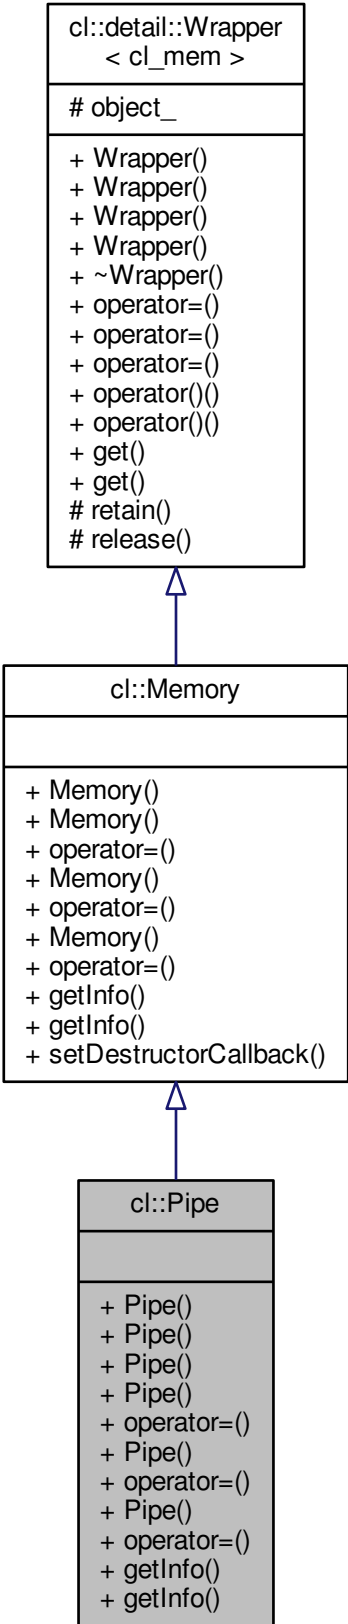 cl::detail::Wrapper
< cl_mem >
# object_
+ Wrapper()
+ Wrapper()
+ Wrapper()
+ Wrapper()
+ ~Wrapper()
+ operator=()
+ operator=()
+ operator=()
+ operator()()
+ operator()()
+ get()
+ get()
# retain()
# release()
cl::Memory
+ Memory()
+ Memory()
+ operator=()
+ Memory()
+ operator=()
+ Memory()
+ operator=()
+ getInfo()
+ getInfo()
+ setDestructorCallback()
cl::Pipe
+ Pipe()
+ Pipe()
+ Pipe()
+ Pipe()
+ operator=()
+ Pipe()
+ operator=()
+ Pipe()
+ operator=()
+ getInfo()
+ getInfo()